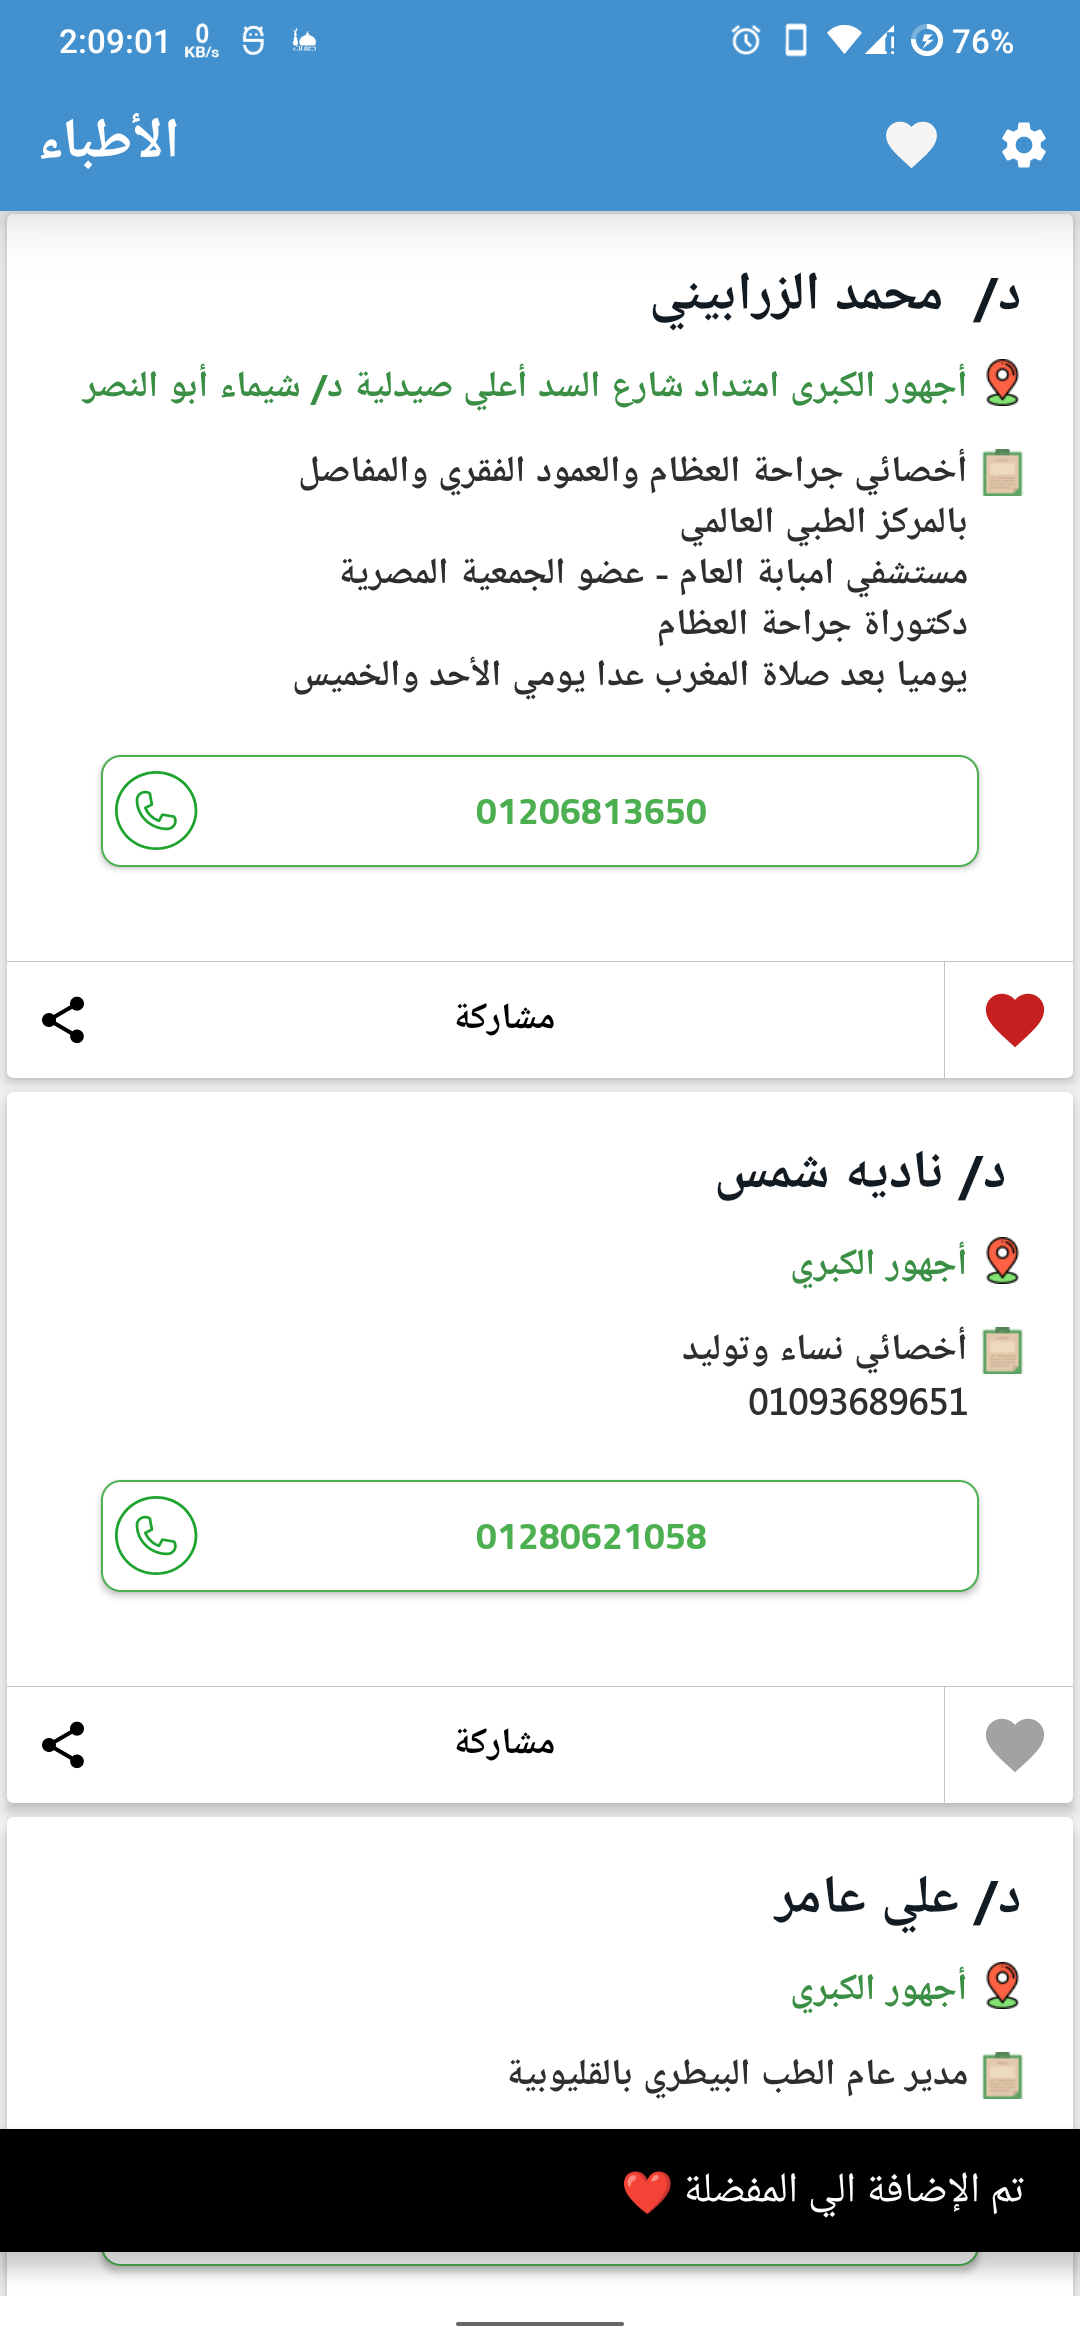 2:09:01 0 KB/s 76%
الأطباء
د/ محمد الزرابيني
أجهور الكبرى امتداد شارع السد أعلي صيدلية د/ شيماء أبو النصر
أخصائي جراحة العظام والعمود الفقري والمفاصل
بالمركز الطبي العالمي
مستشفي امبابة العام - عضو الجمعية المصرية
دكتوراة جراحة العظام
يوميا بعد صلاة المغرب عدا يومي الأحد والخميس
01206813650
مشاركة
د/ ناديه شمس
أجهور الكبري
أخصائي نساء وتوليد
01093689651
01280621058
مشاركة
د/ علي عامر
أجهور الكبري
مدير عام الطب البيطري بالقليوبية
تم الإضافة الي المفضلة ❤️